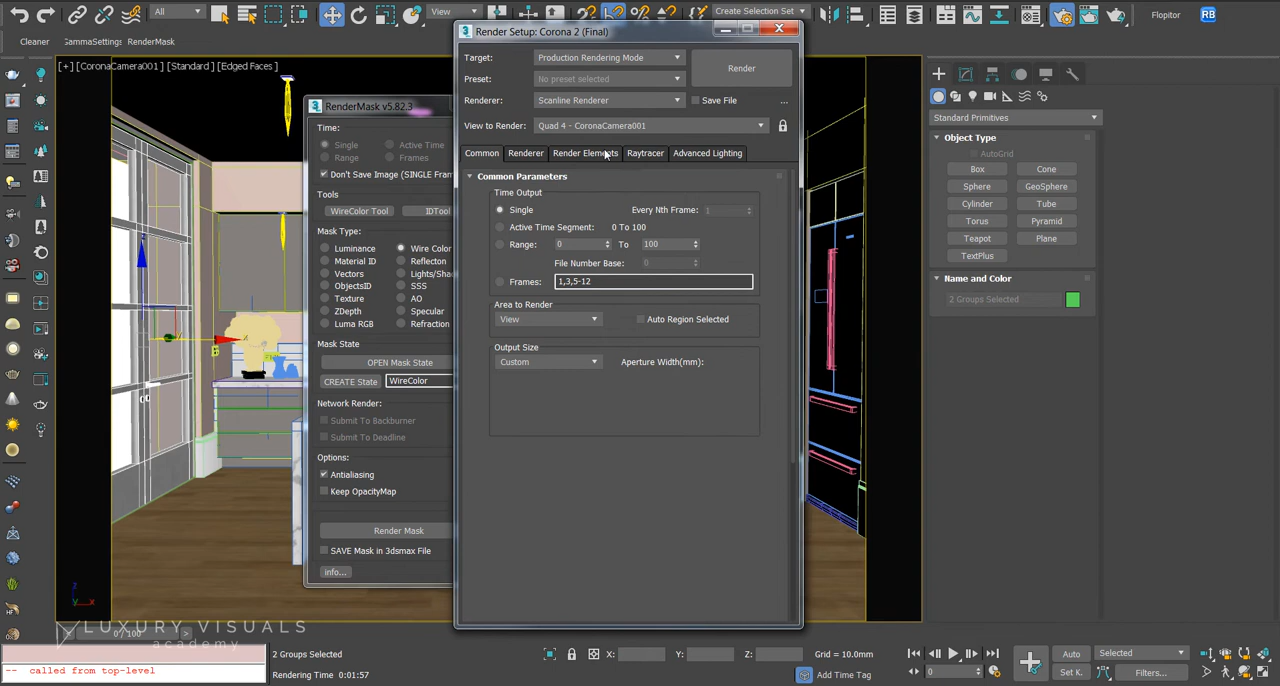 All
View
Create Selection Set
Flopitor
RB
Cleaner
GammaSettings
RenderMask
[+] [CoronaCamera001 ] [Standard ] [Edged Faces ]
3 Render Setup: Corona 2 (Final)
Target: Production Rendering Mode
Preset: No preset selected
Render
Renderer: Scanline Renderer
Save File ...
View to Render: Quad 4 - CoronaCamera001
Common Renderer Render Elements Raytracer Advanced Lighting
Common Parameters
Time Output
Single Every Nth Frame: 1
Active Time Segment: 0 To 100
Range: 0 To 100
File Number Base: 0
Frames: 1,3,5-12
Area to Render
View Auto Region Selected
Output Size
Custom Aperture Width(mm):
3 RenderMask v5.82.3
Time:
Single Active Time
Range Frames
Don't Save Image (SINGLE Fram
Tools
WireColor Tool IDTool
Mask Type:
Luminance Wire Color
Material ID Reflecton
Vectors Lights/Sha
ObjectsID SSS
Texture AO
ZDepth Specular
Luma RGB Refraction
Mask State
OPEN Mask State
CREATE State WireColor
Network Render:
Submit To Backburner
Submit To Deadline
Options:
Antialiasing
Keep OpacityMap
Render Mask
SAVE Mask in 3dsmax File
info...
Standard Primitives
Object Type
AutoGrid
Box Cone
Sphere GeoSphere
Cylinder Tube
Torus Pyramid
Teapot Plane
TextPlus
Name and Color
2 Groups Selected
z
x
LUXURY VISUALS
academy
0 / 100
-- called from top-level
2 Groups Selected
Rendering Time 0:01:57
X: Y: Z: Grid = 10.0mm
Add Time Tag
0
Auto Selected
Set K. Filters...